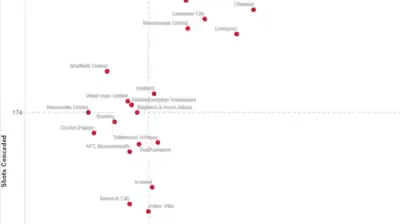 Chelsea
Leicester City
Manchester United
Liverpool
Sheffield United
Watford
West Ham United
Wolverhampton Wanderers
Newcastle United
Brighton & Hove Albion
174
Burnley
Crystal Palace
Tottenham Hotspur
AFC Bournemouth
Southampton
Arsenal
Norwich City
Aston Villa
Shots Conceded